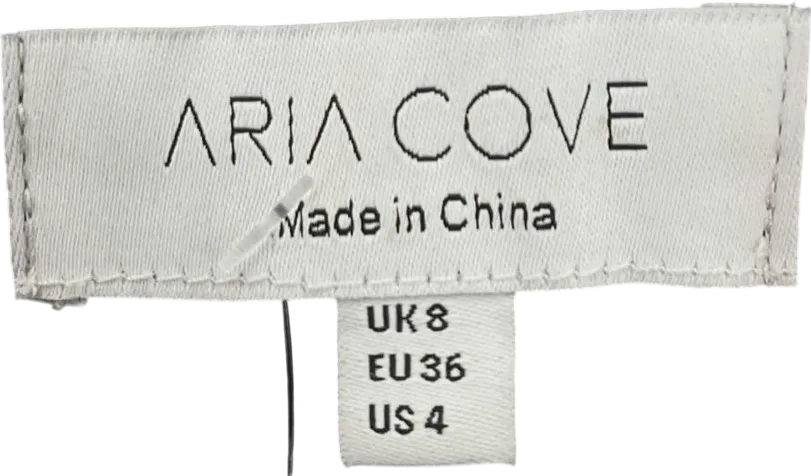 ARIA COVE
Made in China
UK 8
EU 36
US 4